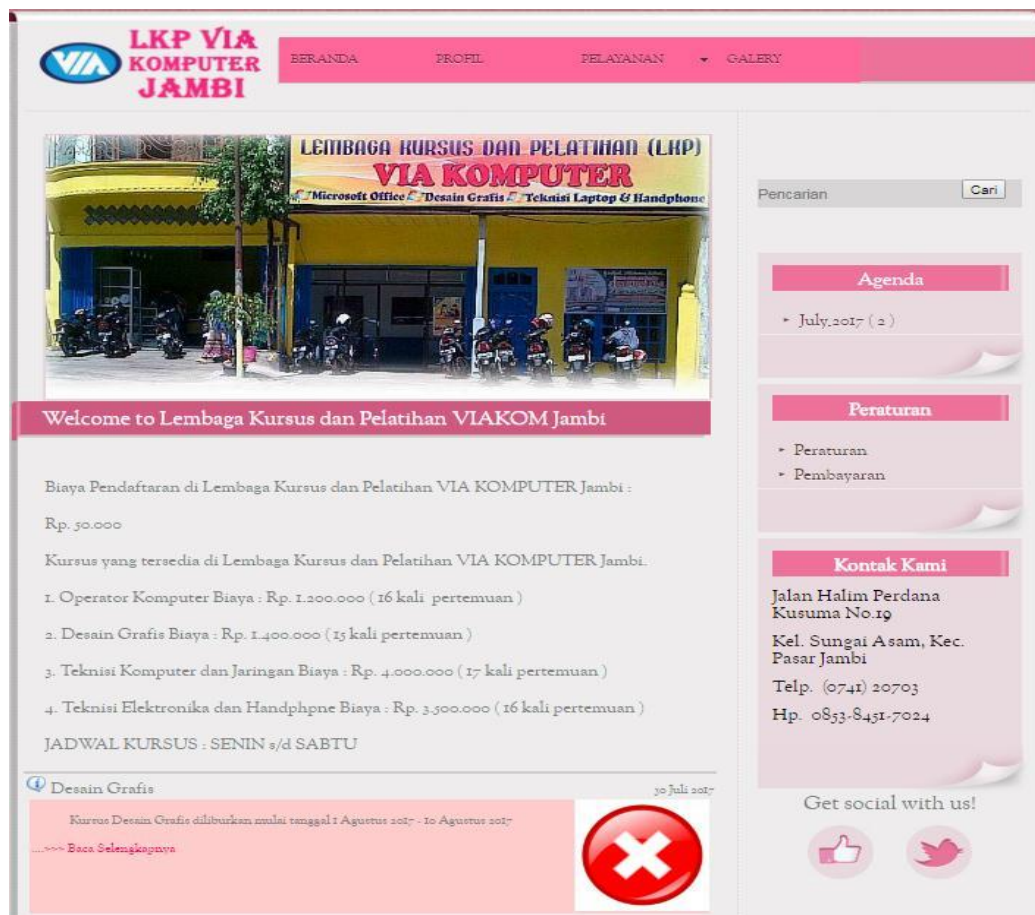 LKP VIA
KOMPUTER
JAMBI
VIA
BERANDA
PROFIL
PELAYANAN
GALERY
LEMBAGA KURSUS DAN PELATIHAN (LKP)
VIA KOMPUTER
Microsoft Office Desain Grafis Teknisi Laptop & Handphone
Welcome to Lembaga Kursus dan Pelatihan VIAKOM Jambi
Biaya Pendaftaran di Lembaga Kursus dan Pelatihan VIA KOMPUTER Jambi :
Rp. 50.000
Kursus yang tersedia di Lembaga Kursus dan Pelatihan VIA KOMPUTER Jambi.
1. Operator Komputer Biaya : Rp. 1.200.000 ( 16 kali pertemuan )
2. Desain Grafis Biaya : Rp. 1.400.000 ( 15 kali pertemuan )
3. Teknisi Komputer dan Jaringan Biaya : Rp. 4.000.000 ( 17 kali pertemuan )
4. Teknisi Elektronika dan Handphpne Biaya : Rp. 3.500.000 ( 16 kali pertemuan )
JADWAL KURSUS : SENIN s/d SABTU
Desain Grafis
30 Juli 2017
Kursus Desain Grafis diliburkan mulai tanggal 1 Agustus 2017 - 10 Agustus 2017
....>>> Baca Selengkapnya
Pencarian
Cari
Agenda
July,2017 ( 2 )
Peraturan
Peraturan
Pembayaran
Kontak Kami
Jalan Halim Perdana
Kusuma No.19
Kel. Sungai Asam, Kec.
Pasar Jambi
Telp. (0741) 20703
Hp. 0853-8451-7024
Get social with us!